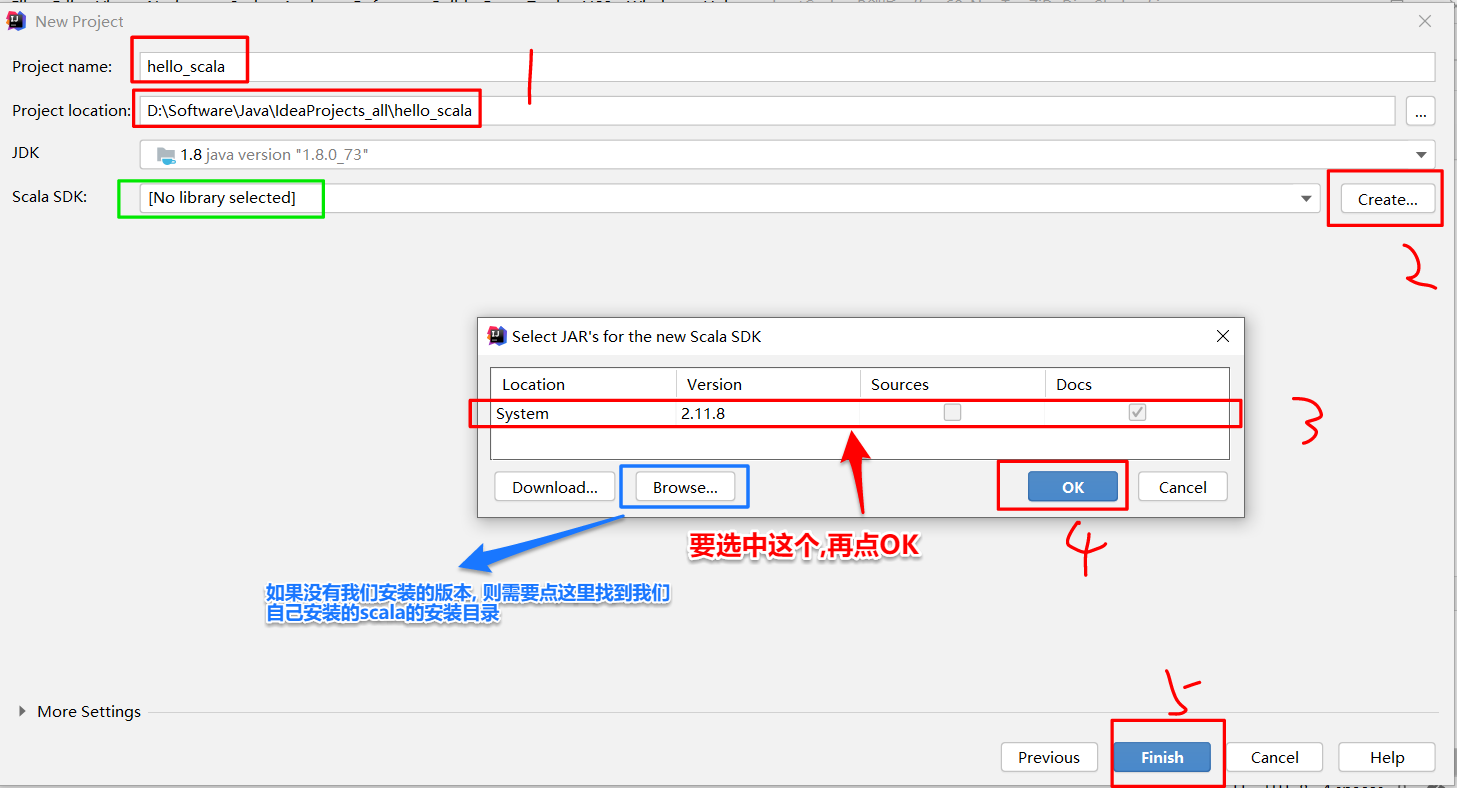 New Project
Project name:
hello_scala
1
Project location:
D:\Software\Java\IdeaProjects_all\hello_scala
...
JDK
1.8 java version "1.8.0_73"
Scala SDK:
[No library selected]
Create...
2
Select JAR's for the new Scala SDK
Location Version Sources Docs
System 2.11.8
3
Download...
Browse...
OK
Cancel
要选中这个,再点OK
4
如果没有我们安装的版本, 则需要点这里找到我们
自己安装的scala的安装目录
5
More Settings
Previous
Finish
Cancel
Help